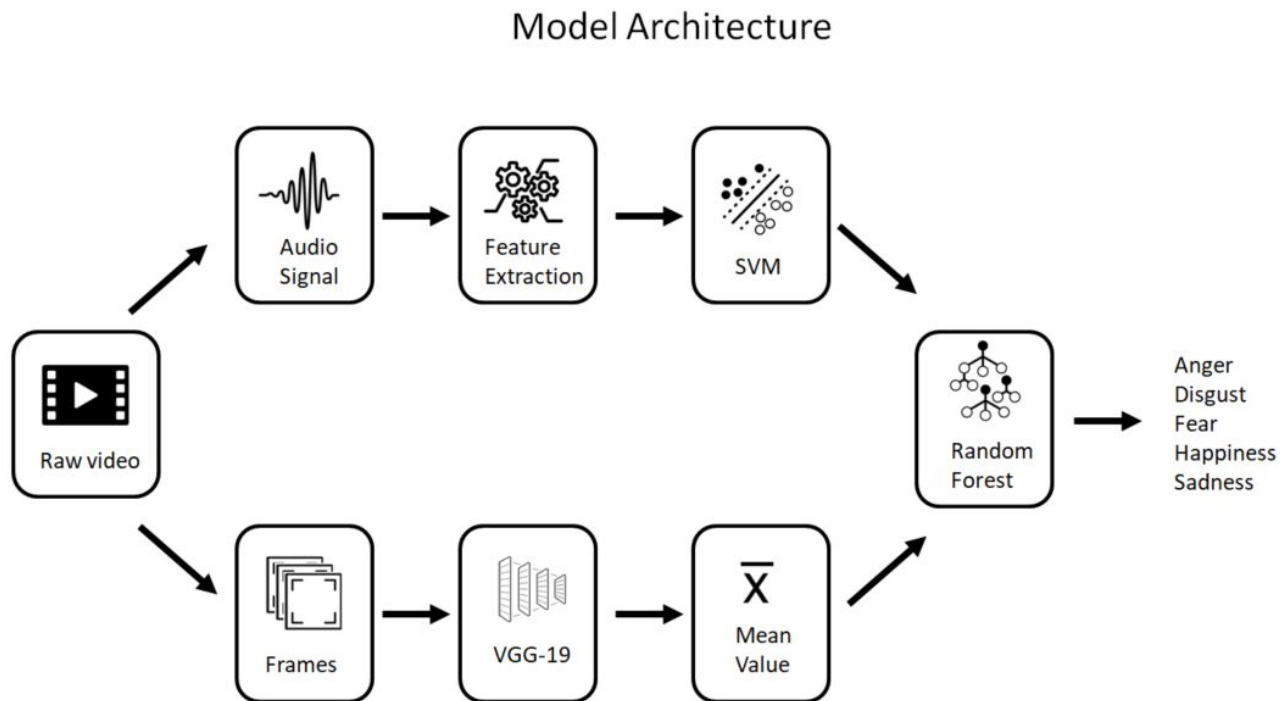 Model Architecture
Audio
Signal
Feature
Extraction
SVM
Raw video
Random
Forest
Anger
Disgust
Fear
Happiness
Sadness
Frames
VGG-19
x̄
Mean
Value